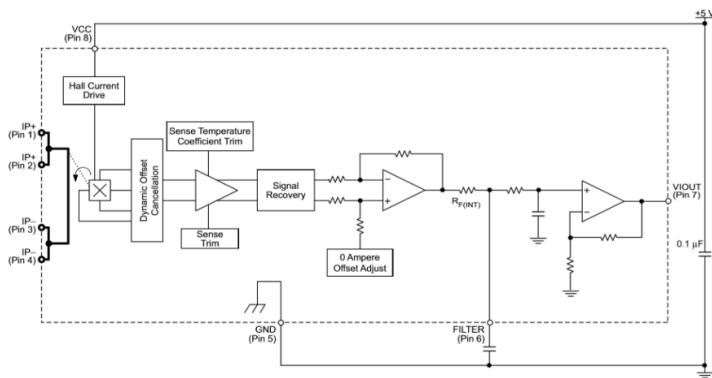 +5 V
VCC
(Pin 8)
Hall Current
Drive
IP+
(Pin 1)
IP+
(Pin 2)
IP−
(Pin 3)
IP−
(Pin 4)
Dynamic Offset
Cancellation
Sense Temperature
Coefficient Trim
Sense
Trim
Signal
Recovery
0 Ampere
Offset Adjust
−
+
RF(INT)
+
−
VIOUT
(Pin 7)
0.1 µF
GND
(Pin 5)
FILTER
(Pin 6)